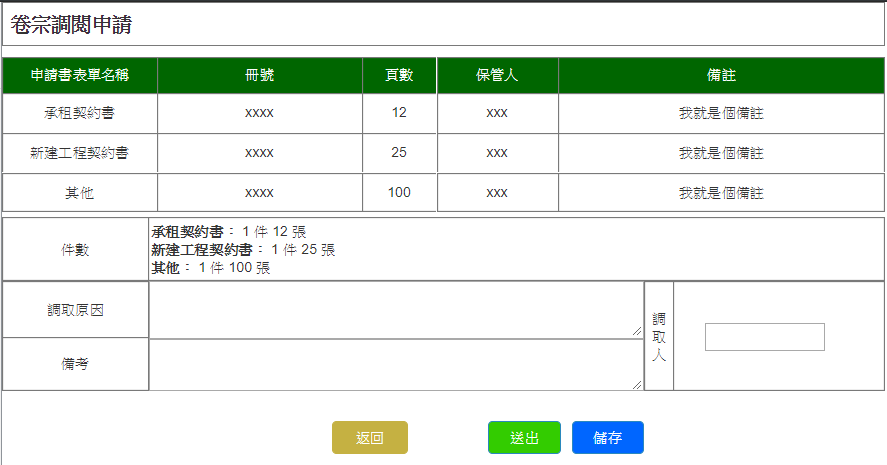 卷宗調閱申請
申請書表單名稱 冊號 頁數 保管人 備註
承租契約書 xxxx 12 xxx 我就是個備註
新建工程契約書 xxxx 25 xxx 我就是個備註
其他 xxxx 100 xxx 我就是個備註
件數
承租契約書： 1 件 12 張
新建工程契約書： 1 件 25 張
其他： 1 件 100 張
調取原因
備考
調
取
人
返回 送出 儲存